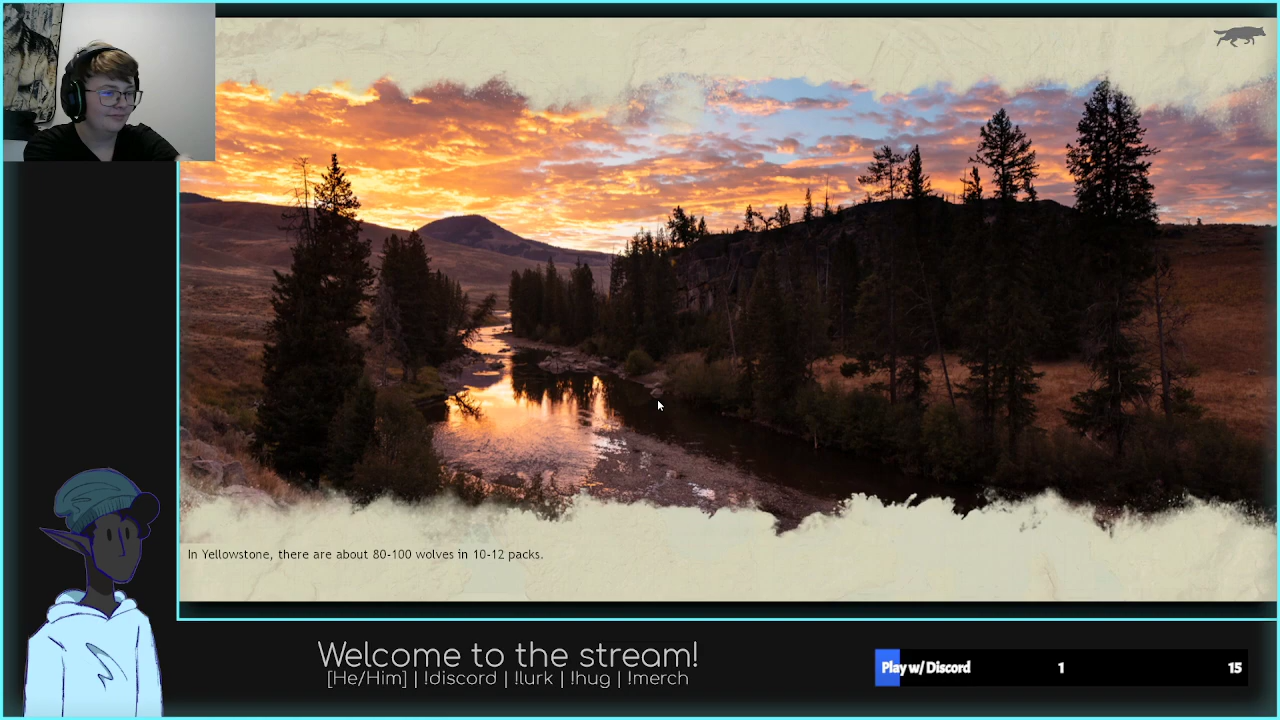 In Yellowstone, there are about 80-100 wolves in 10-12 packs.
Welcome to the stream!
[He/Him] | !discord | !lurk | !hug | !merch
Play w/ Discord 1 15